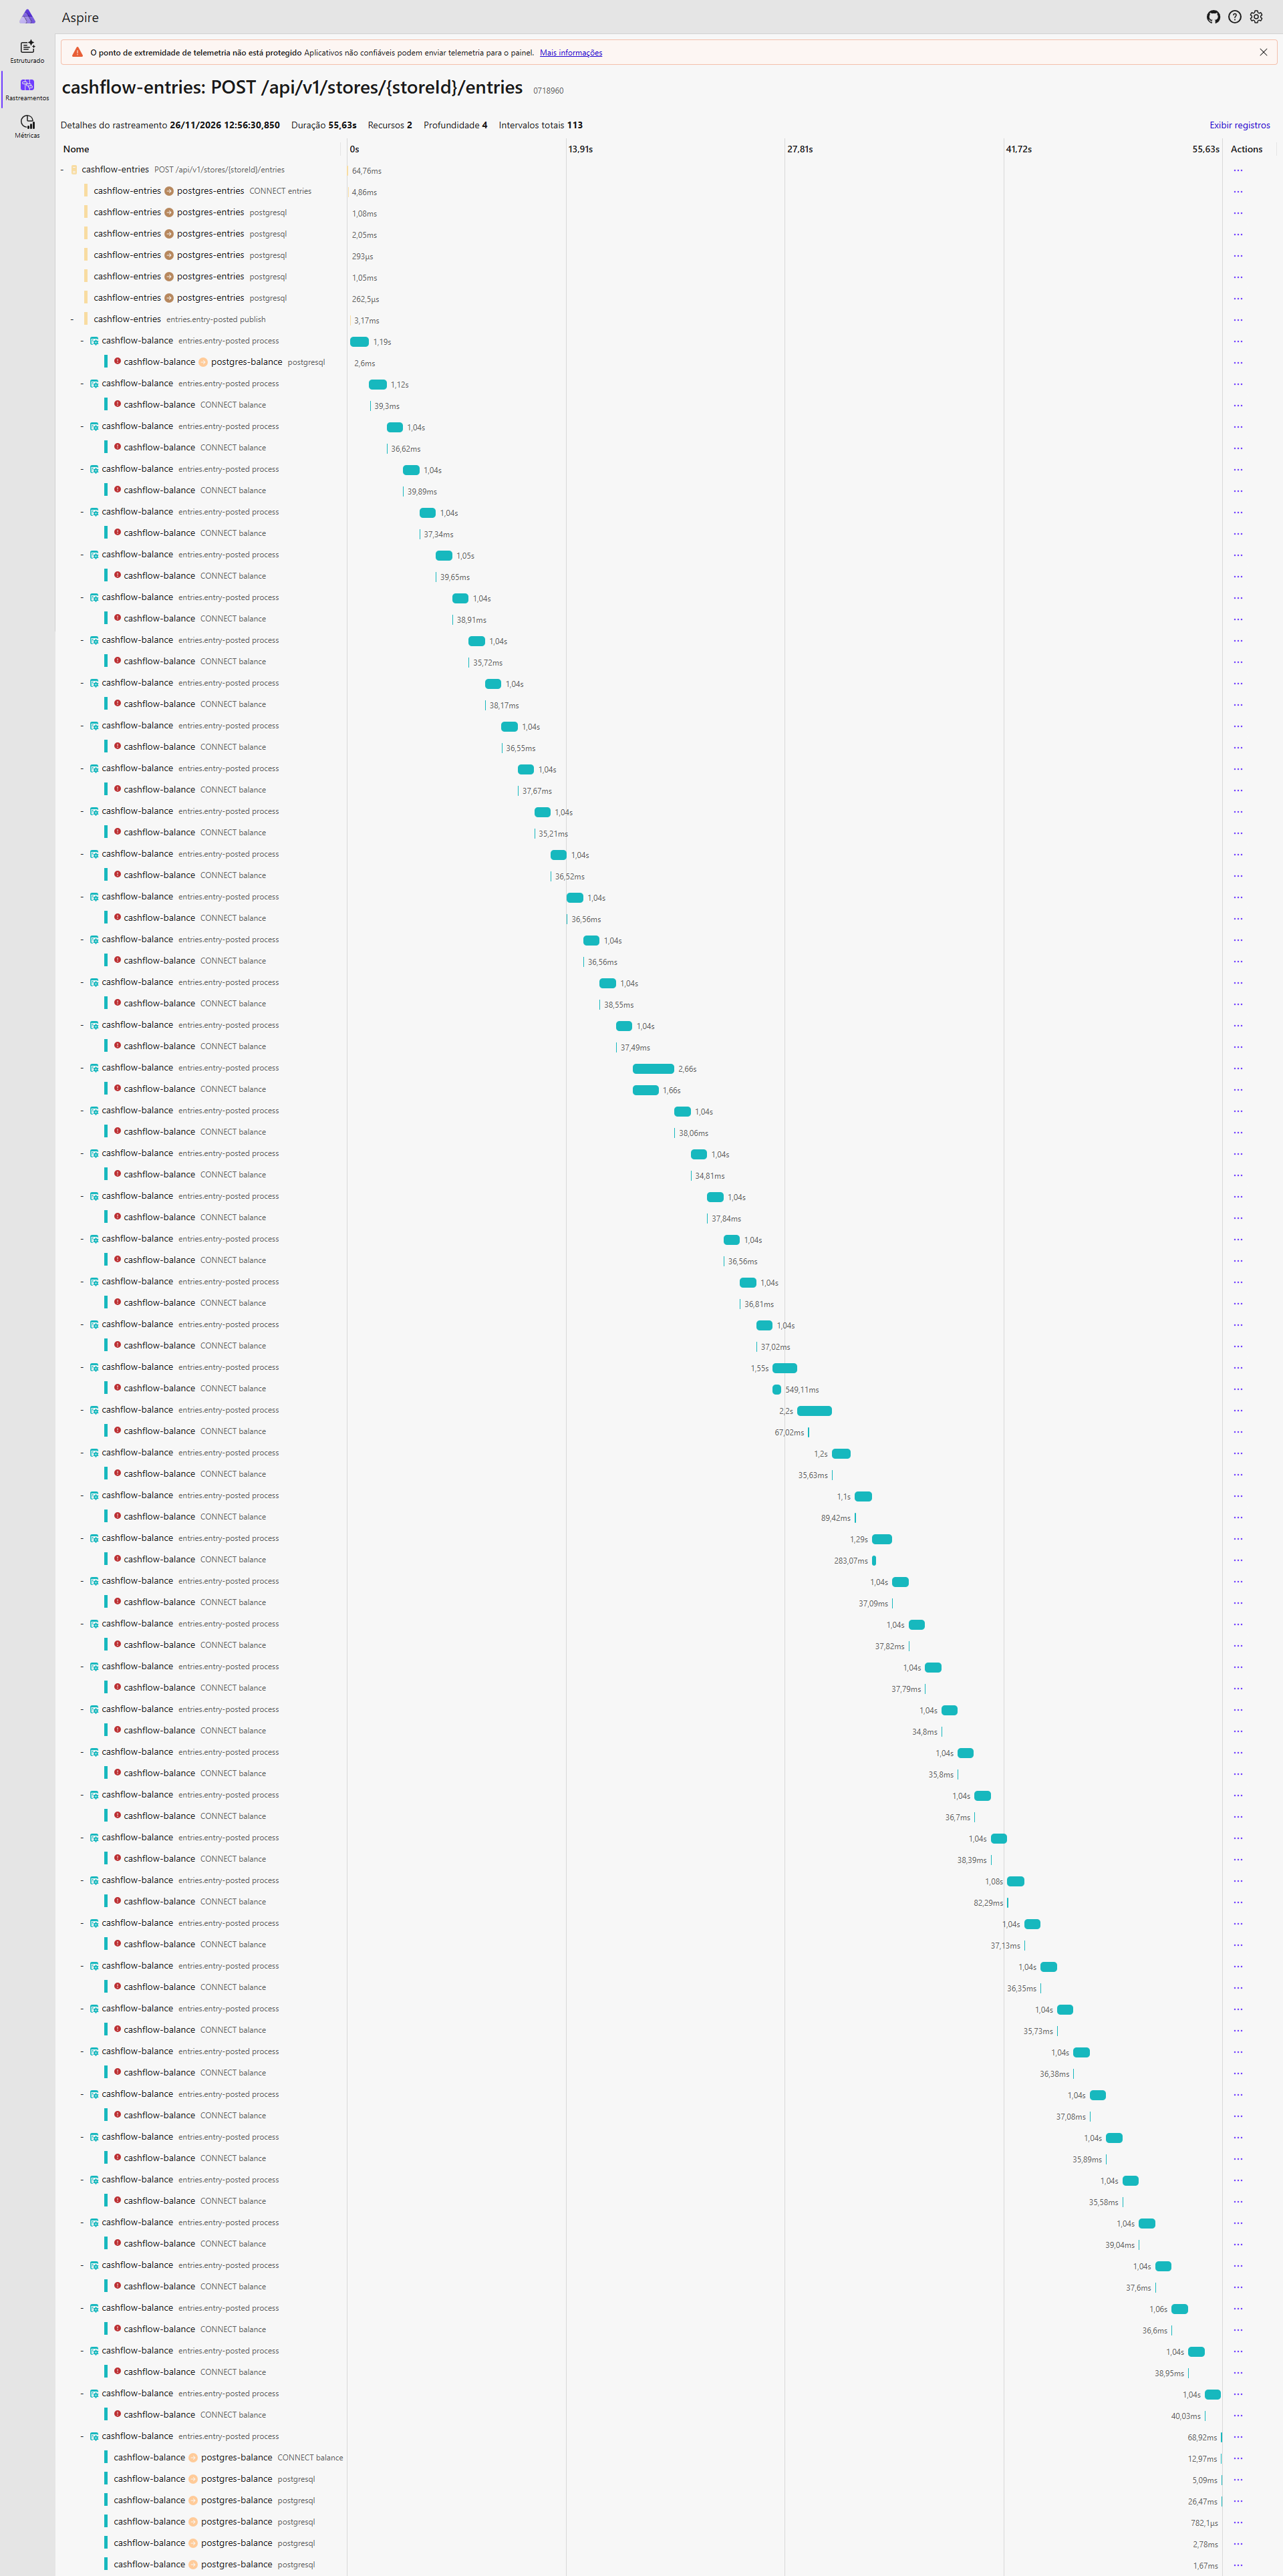 Aspire
Estruturado
Rastreamentos
Métricas
O ponto de extremidade de telemetria não está protegido Aplicativos não confiáveis podem enviar telemetria para o painel. Mais informações
cashflow-entries: POST /api/v1/stores/{storeId}/entries 0718960
Detalhes do rastreamento 26/11/2026 12:56:30,850 Duração 55,63s Recursos 2 Profundidade 4 Intervalos totais 113 Exibir registros
Nome 0s 13,91s 27,81s 41,72s 55,63s Actions
cashflow-entries POST /api/v1/stores/{storeId}/entries 64,76ms
cashflow-entries postgres-entries CONNECT entries 4,86ms
cashflow-entries postgres-entries postgresql 1,08ms
cashflow-entries postgres-entries postgresql 2,05ms
cashflow-entries postgres-entries postgresql 293µs
cashflow-entries postgres-entries postgresql 1,05ms
cashflow-entries postgres-entries postgresql 262,5µs
cashflow-entries entries.entry-posted publish 3,17ms
cashflow-balance entries.entry-posted process 1,19s
cashflow-balance postgres-balance postgresql 2,6ms
cashflow-balance entries.entry-posted process 1,12s
cashflow-balance CONNECT balance 39,3ms
cashflow-balance entries.entry-posted process 1,04s
cashflow-balance CONNECT balance 36,62ms
cashflow-balance entries.entry-posted process 1,04s
cashflow-balance CONNECT balance 39,89ms
cashflow-balance entries.entry-posted process 1,04s
cashflow-balance CONNECT balance 37,34ms
cashflow-balance entries.entry-posted process 1,05s
cashflow-balance CONNECT balance 39,65ms
cashflow-balance entries.entry-posted process 1,04s
cashflow-balance CONNECT balance 38,91ms
cashflow-balance entries.entry-posted process 1,04s
cashflow-balance CONNECT balance 35,72ms
cashflow-balance entries.entry-posted process 1,04s
cashflow-balance CONNECT balance 38,17ms
cashflow-balance entries.entry-posted process 1,04s
cashflow-balance CONNECT balance 36,55ms
cashflow-balance entries.entry-posted process 1,04s
cashflow-balance CONNECT balance 37,67ms
cashflow-balance entries.entry-posted process 1,04s
cashflow-balance CONNECT balance 35,21ms
cashflow-balance entries.entry-posted process 1,04s
cashflow-balance CONNECT balance 36,52ms
cashflow-balance entries.entry-posted process 1,04s
cashflow-balance CONNECT balance 36,56ms
cashflow-balance entries.entry-posted process 1,04s
cashflow-balance CONNECT balance 36,56ms
cashflow-balance entries.entry-posted process 1,04s
cashflow-balance CONNECT balance 38,55ms
cashflow-balance entries.entry-posted process 1,04s
cashflow-balance CONNECT balance 37,49ms
cashflow-balance entries.entry-posted process 2,66s
cashflow-balance CONNECT balance 1,66s
cashflow-balance entries.entry-posted process 1,04s
cashflow-balance CONNECT balance 38,06ms
cashflow-balance entries.entry-posted process 1,04s
cashflow-balance CONNECT balance 34,81ms
cashflow-balance entries.entry-posted process 1,04s
cashflow-balance CONNECT balance 37,84ms
cashflow-balance entries.entry-posted process 1,04s
cashflow-balance CONNECT balance 36,56ms
cashflow-balance entries.entry-posted process 1,04s
cashflow-balance CONNECT balance 36,81ms
cashflow-balance entries.entry-posted process 1,04s
cashflow-balance CONNECT balance 37,02ms
cashflow-balance entries.entry-posted process 1,55s
cashflow-balance CONNECT balance 549,11ms
cashflow-balance entries.entry-posted process 2,2s
cashflow-balance CONNECT balance 67,02ms
cashflow-balance entries.entry-posted process 1,2s
cashflow-balance CONNECT balance 35,63ms
cashflow-balance entries.entry-posted process 1,1s
cashflow-balance CONNECT balance 89,42ms
cashflow-balance entries.entry-posted process 1,29s
cashflow-balance CONNECT balance 283,07ms
cashflow-balance entries.entry-posted process 1,04s
cashflow-balance CONNECT balance 37,09ms
cashflow-balance entries.entry-posted process 1,04s
cashflow-balance CONNECT balance 37,82ms
cashflow-balance entries.entry-posted process 1,04s
cashflow-balance CONNECT balance 37,79ms
cashflow-balance entries.entry-posted process 1,04s
cashflow-balance CONNECT balance 34,8ms
cashflow-balance entries.entry-posted process 1,04s
cashflow-balance CONNECT balance 35,8ms
cashflow-balance entries.entry-posted process 1,04s
cashflow-balance CONNECT balance 36,7ms
cashflow-balance entries.entry-posted process 1,04s
cashflow-balance CONNECT balance 38,39ms
cashflow-balance entries.entry-posted process 1,08s
cashflow-balance CONNECT balance 82,29ms
cashflow-balance entries.entry-posted process 1,04s
cashflow-balance CONNECT balance 37,13ms
cashflow-balance entries.entry-posted process 1,04s
cashflow-balance CONNECT balance 36,35ms
cashflow-balance entries.entry-posted process 1,04s
cashflow-balance CONNECT balance 35,73ms
cashflow-balance entries.entry-posted process 1,04s
cashflow-balance CONNECT balance 36,38ms
cashflow-balance entries.entry-posted process 1,04s
cashflow-balance CONNECT balance 37,08ms
cashflow-balance entries.entry-posted process 1,04s
cashflow-balance CONNECT balance 35,89ms
cashflow-balance entries.entry-posted process 1,04s
cashflow-balance CONNECT balance 35,58ms
cashflow-balance entries.entry-posted process 1,04s
cashflow-balance CONNECT balance 39,04ms
cashflow-balance entries.entry-posted process 1,04s
cashflow-balance CONNECT balance 37,6ms
cashflow-balance entries.entry-posted process 1,06s
cashflow-balance CONNECT balance 36,6ms
cashflow-balance entries.entry-posted process 1,04s
cashflow-balance CONNECT balance 38,95ms
cashflow-balance entries.entry-posted process 1,04s
cashflow-balance CONNECT balance 40,03ms
cashflow-balance entries.entry-posted process 68,92ms
cashflow-balance postgres-balance CONNECT balance 12,97ms
cashflow-balance postgres-balance postgresql 5,09ms
cashflow-balance postgres-balance postgresql 26,47ms
cashflow-balance postgres-balance postgresql 782,1µs
cashflow-balance postgres-balance postgresql 2,78ms
cashflow-balance postgres-balance postgresql 1,67ms